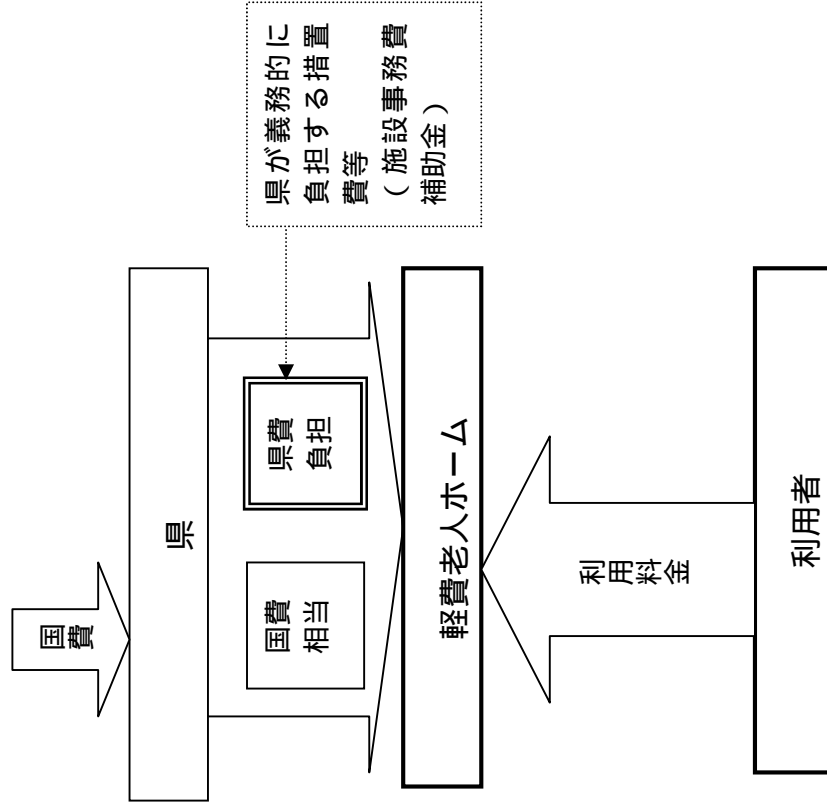 国費
県
国費
相当
県費
負担
県が義務的に
負担する措置
費等
（施設事務費
補助金）
軽費老人ホーム
利用料金
利用者